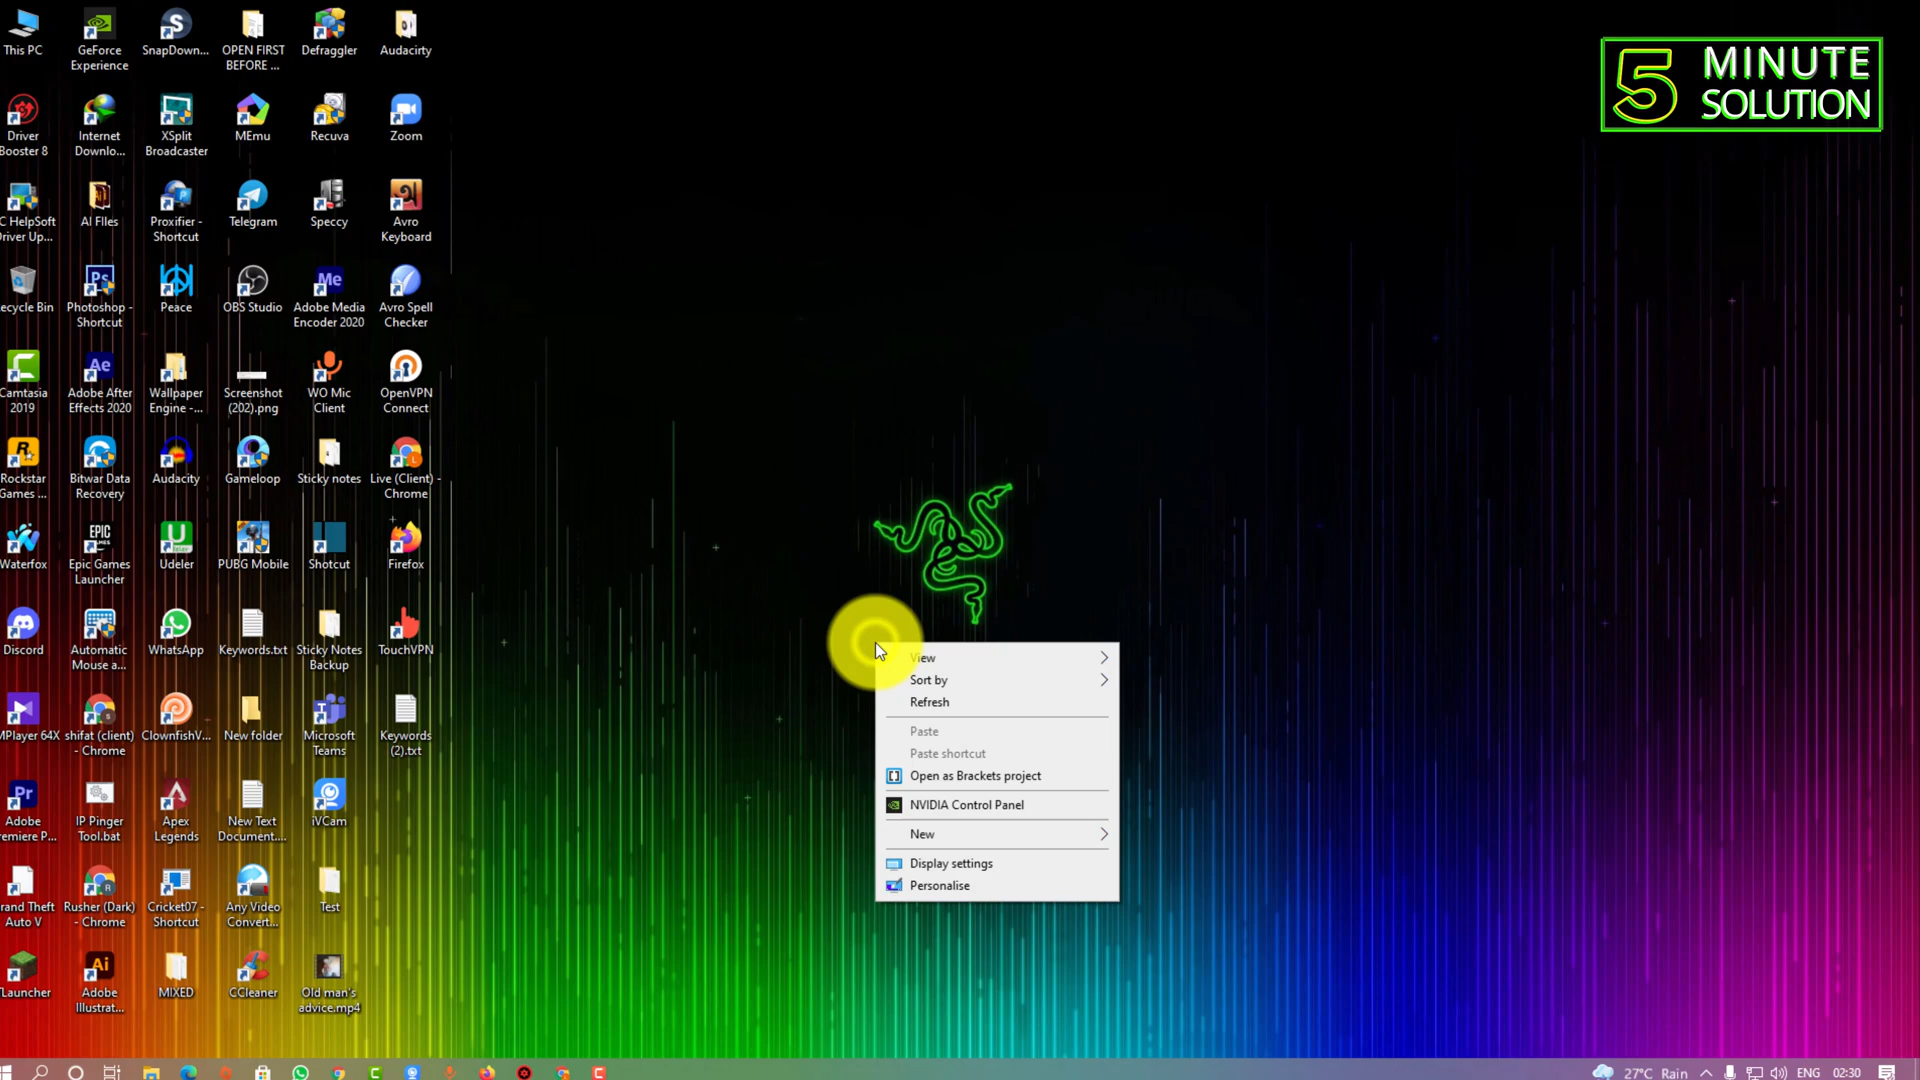 This PC
GeForce
Experience
SnapDown...
OPEN FIRST
BEFORE ...
Defraggler
Audacirty
5 MINUTE
SOLUTION
Driver
Booster 8
Internet
Downlo...
XSplit
Broadcaster
MEmu
Recuva
Zoom
C HelpSoft
Driver Up...
AI FIles
Proxifier -
Shortcut
Telegram
Speccy
Avro
Keyboard
ecycle Bin
Photoshop -
Shortcut
Peace
OBS Studio
Adobe Media
Encoder 2020
Avro Spell
Checker
Camtasia
2019
Adobe After
Effects 2020
Wallpaper
Engine -...
Screenshot
(202).png
WO Mic
Client
OpenVPN
Connect
Rockstar
Games ...
Bitwar Data
Recovery
Audacity
Gameloop
Sticky notes
Live (Client) -
Chrome
Waterfox
Epic Games
Launcher
Udeler
PUBG Mobile
Shotcut
Firefox
Discord
Automatic
Mouse a...
WhatsApp
Keywords.txt
Sticky Notes
Backup
TouchVPN
MPlayer 64X
shifat (client)
- Chrome
ClownfishV...
New folder
Microsoft
Teams
Keywords
(2).txt
Adobe
remiere P...
IP Pinger
Tool.bat
Apex
Legends
New Text
Document....
iVCam
rand Theft
Auto V
Rusher (Dark)
- Chrome
Cricket07 -
Shortcut
Any Video
Convert...
Test
Launcher
Adobe
Illustrat...
MIXED
CCleaner
Old man's
advice.mp4
View
Sort by
Refresh
Paste
Paste shortcut
Open as Brackets project
NVIDIA Control Panel
New
Display settings
Personalise
27°C Rain
ENG
02:30